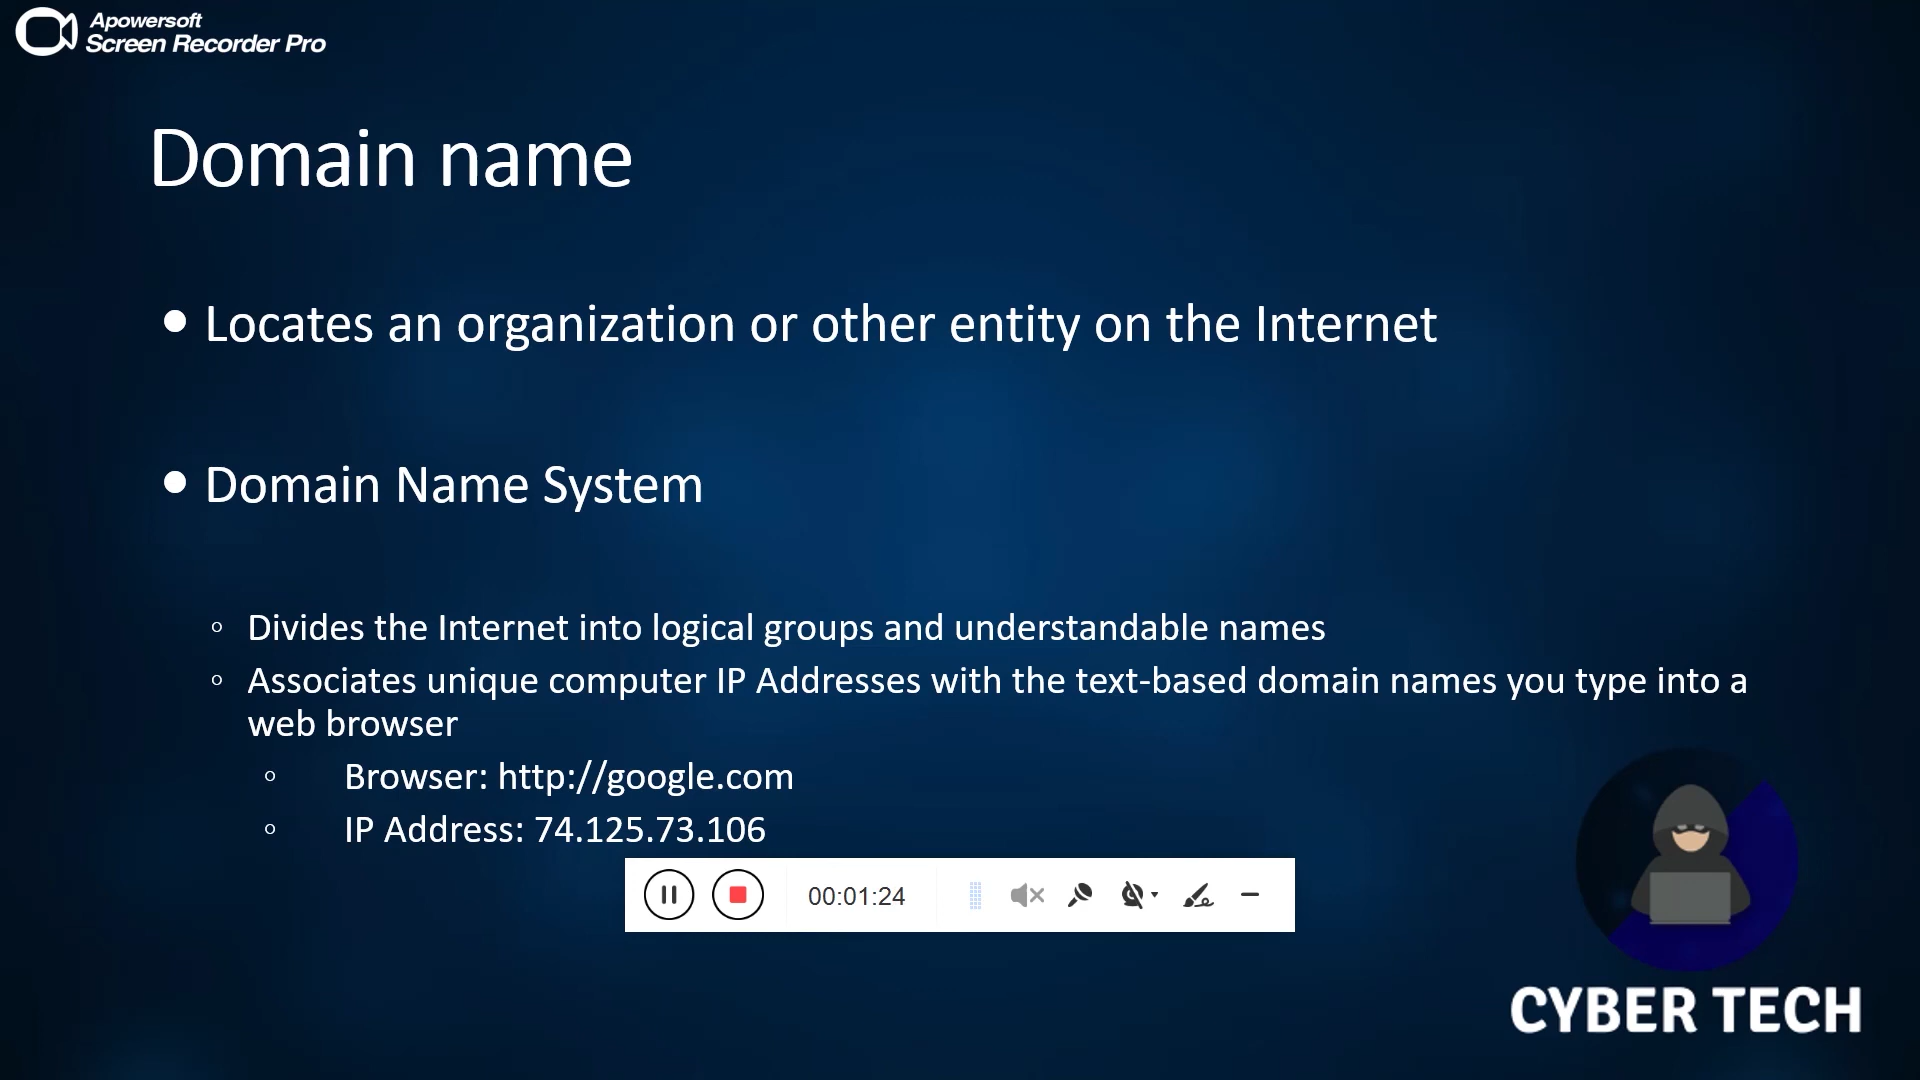 Apowersoft
Screen Recorder Pro
Domain name
● Locates an organization or other entity on the Internet
● Domain Name System
○ Divides the Internet into logical groups and understandable names
○ Associates unique computer IP Addresses with the text-based domain names you type into a
web browser
○ Browser: http://google.com
○ IP Address: 74.125.73.106
00:01:24
CYBER TECH